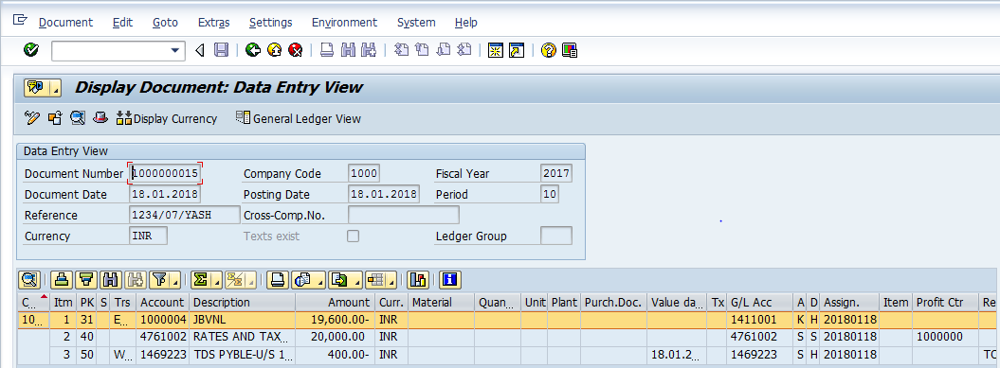 Document Edit Goto Extras Settings Environment System Help
Display Document: Data Entry View
Display Currency General Ledger View
Data Entry View
Document Number 1000000015 Company Code 1000 Fiscal Year 2017
Document Date 18.01.2018 Posting Date 18.01.2018 Period 10
Reference 1234/07/YASH Cross-Comp.No.
Currency INR Texts exist Ledger Group
C.. Itm PK S Trs Account Description Amount Curr. Material Quan... Unit Plant Purch.Doc. Value da... Tx G/L Acc A D Assign. Item Profit Ctr Re
10... 1 31 E... 1000004 JBVNL 19,600.00- INR 1411001 K H 20180118
2 40 4761002 RATES AND TAX... 20,000.00 INR 4761002 S S 20180118 1000000
3 50 W... 1469223 TDS PYBLE-U/S 1... 400.00- INR 18.01.2... 1469223 S H 20180118 TC